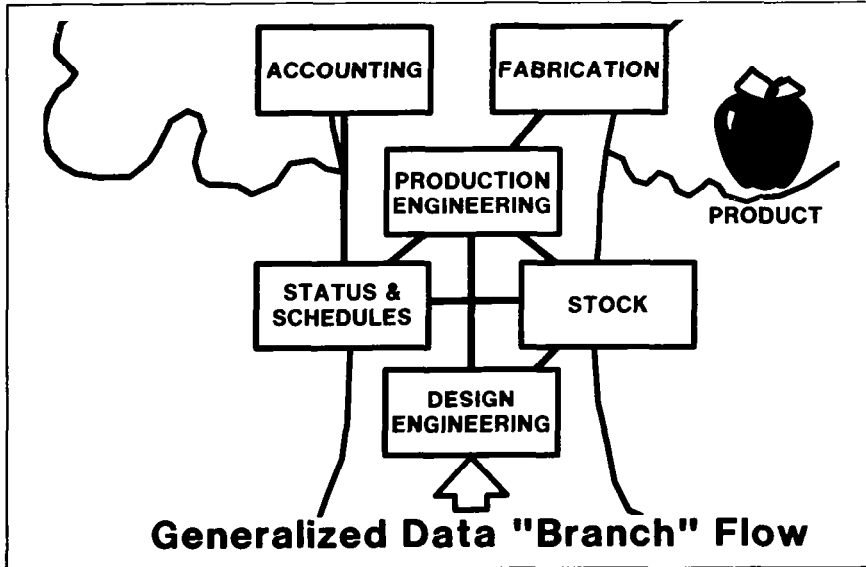 ACCOUNTING
FABRICATION
PRODUCTION
ENGINEERING
PRODUCT
STATUS &
SCHEDULES
STOCK
DESIGN
ENGINEERING
Generalized Data "Branch" Flow